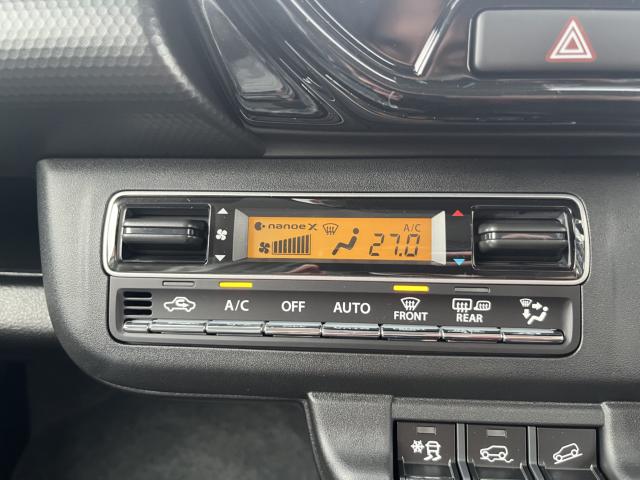 nanoe X
A/C
27.0
A/C
OFF
AUTO
FRONT
REAR